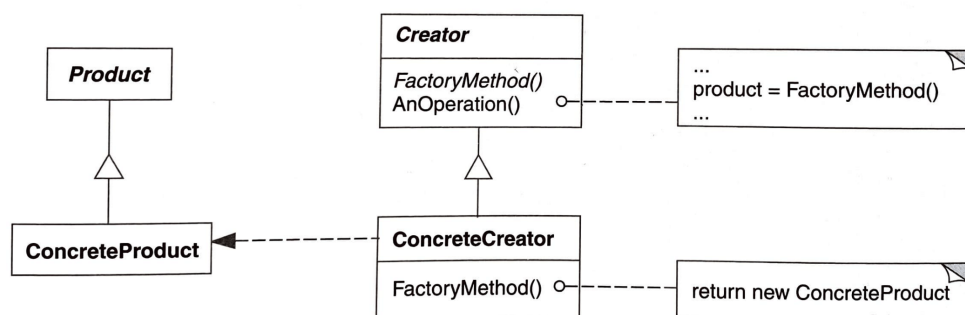 Product
ConcreteProduct
Creator
FactoryMethod()
AnOperation()
...
product = FactoryMethod()
...
ConcreteCreator
FactoryMethod()
return new ConcreteProduct